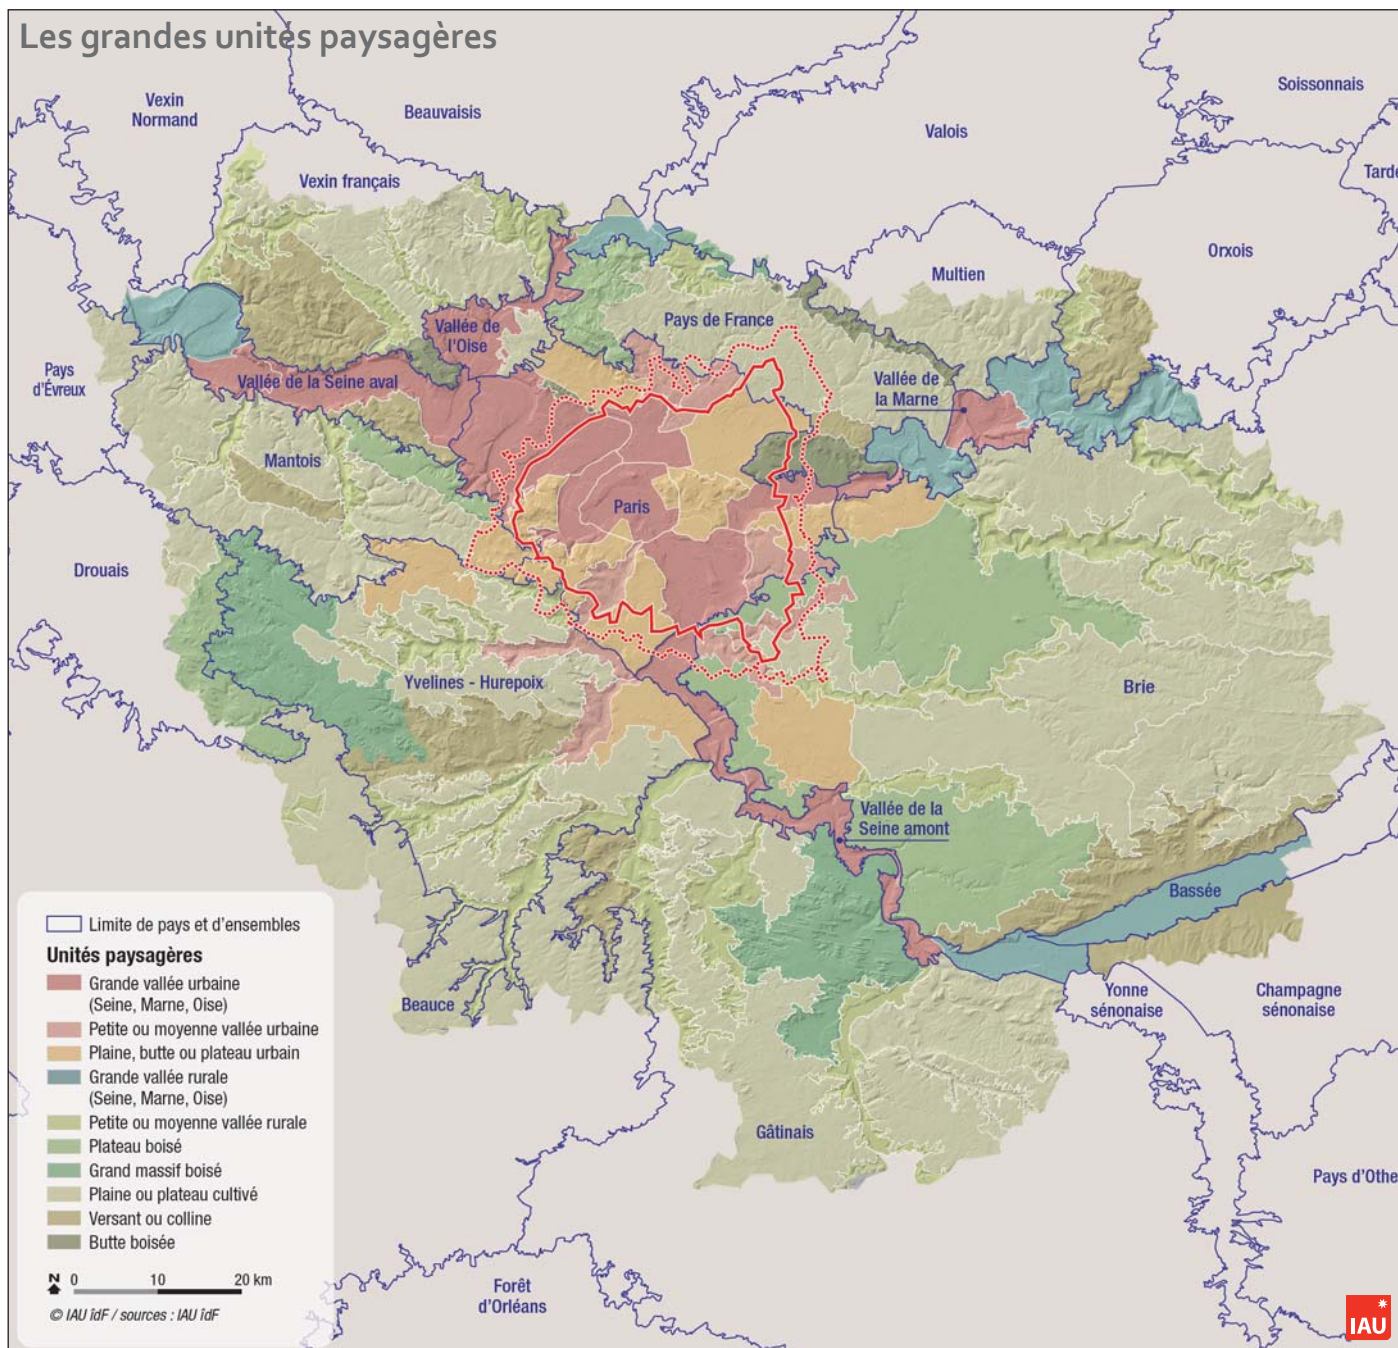 Les grandes unités paysagères
Vexin
Normand
Beauvaisis
Soissonnais
Valois
Tarde
Vexin français
Orxois
Multien
Pays de France
Vallée de
l'Oise
Pays
d'Évreux
Vallée de la Seine aval
Vallée de
la Marne
Mantois
Paris
Drouais
Yvelines - Hurepoix
Brie
Vallée de la
Seine amont
Bassée
Beauce
Yonne
sénonaise
Champagne
sénonaise
Gâtinais
Pays d'Othe
Forêt
d'Orléans
Limite de pays et d'ensembles
Unités paysagères
Grande vallée urbaine
(Seine, Marne, Oise)
Petite ou moyenne vallée urbaine
Plaine, butte ou plateau urbain
Grande vallée rurale
(Seine, Marne, Oise)
Petite ou moyenne vallée rurale
Plateau boisé
Grand massif boisé
Plaine ou plateau cultivé
Versant ou colline
Butte boisée
N 0 10 20 km
© IAU îdF / sources : IAU îdF
IAU